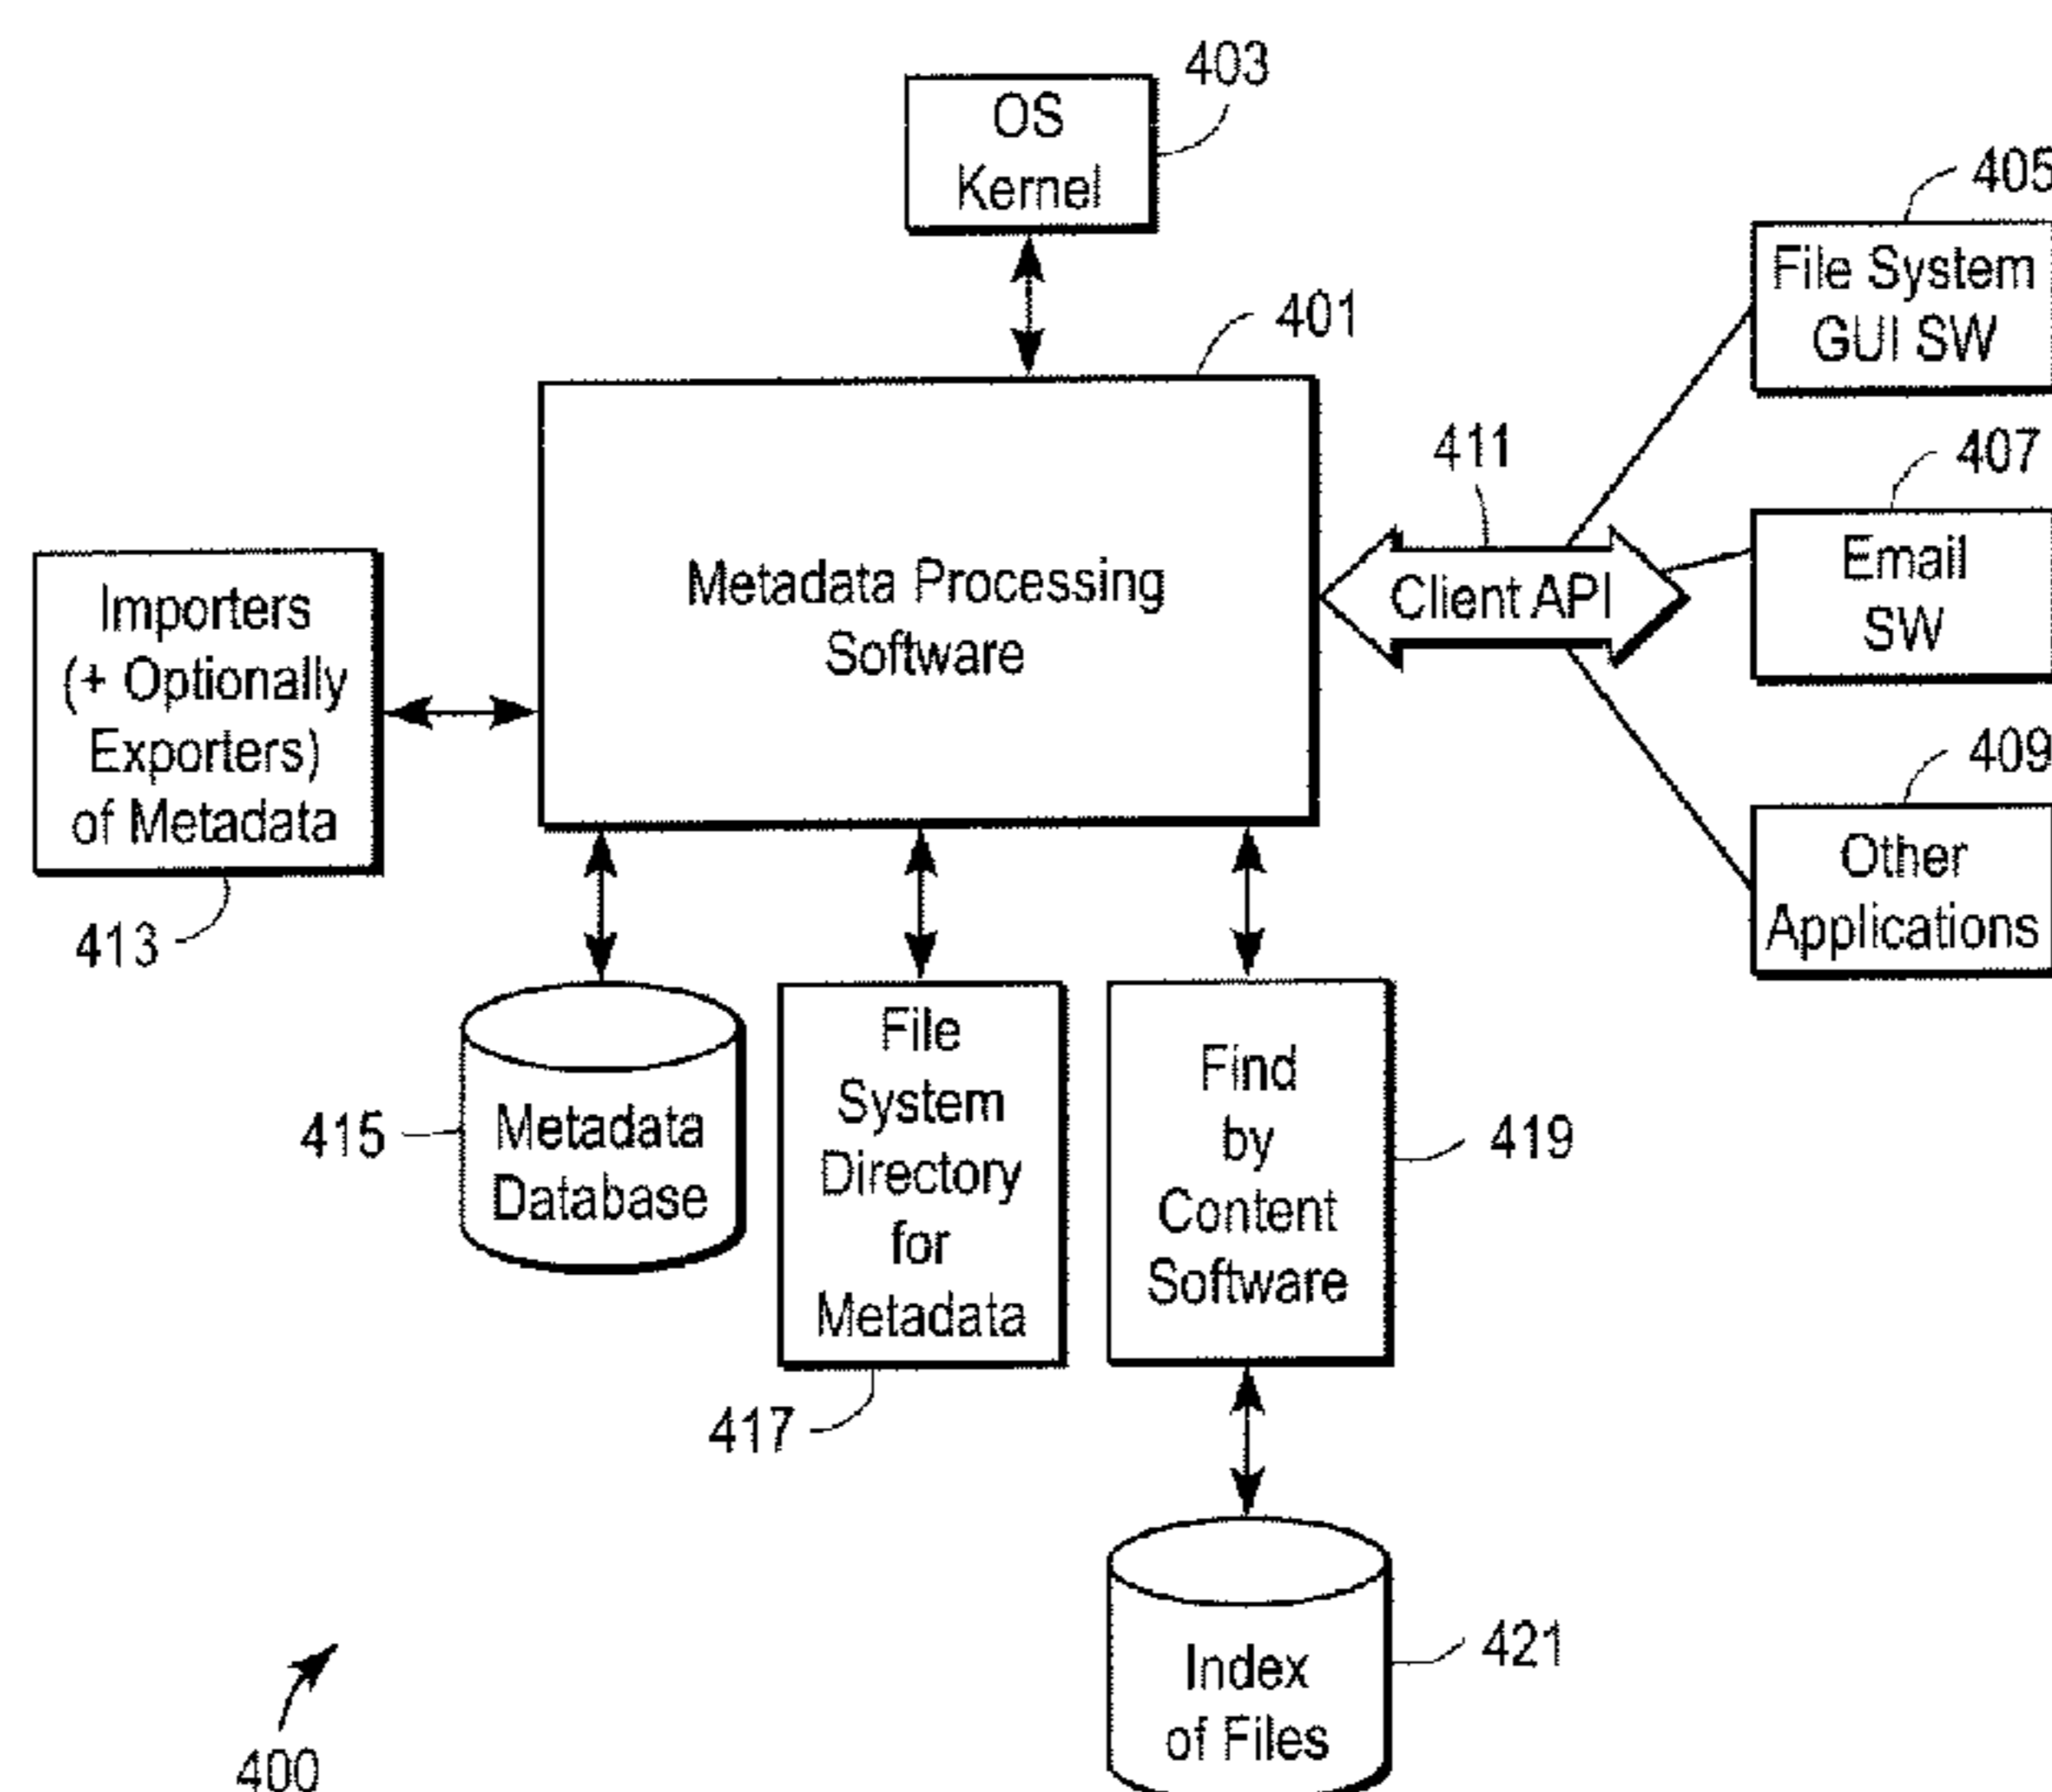 403
OS
Kernel
405
File System
GUI SW
401
411
407
Email
SW
Client API
Metadata Processing
Software
Importers
(+ Optionally
Exporters)
of Metadata
413
409
Other
Applications
415
Metadata
Database
File
System
Directory
for
Metadata
417
Find
by
Content
Software
419
421
Index
of Files
400